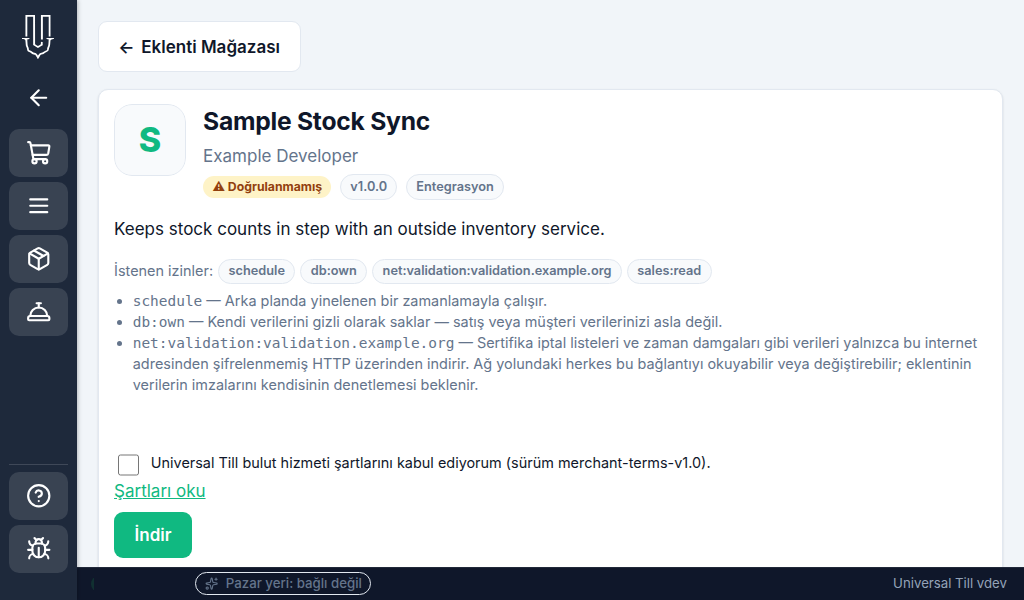 Eklenti Mağazası
S
Sample Stock Sync
Example Developer
Doğrulanmamış v1.0.0 Entegrasyon
Keeps stock counts in step with an outside inventory service.
İstenen izinler: schedule db:own net:validation:validation.example.org sales:read
• schedule — Arka planda yinelenen bir zamanlamayla çalışır.
• db:own — Kendi verilerini gizli olarak saklar — satış veya müşteri verilerinizi asla değil.
• net:validation:validation.example.org — Sertifika iptal listeleri ve zaman damgaları gibi verileri yalnızca bu internet
adresinden şifrelenmemiş HTTP üzerinden indirir. Ağ yolundaki herkes bu bağlantıyı okuyabilir veya değiştirebilir; eklentinin
verilerin imzalarını kendisinin denetlemesi beklenir.
Universal Till bulut hizmeti şartlarını kabul ediyorum (sürüm merchant-terms-v1.0).
Şartları oku
İndir
Pazar yeri: bağlı değil
Universal Till vdev